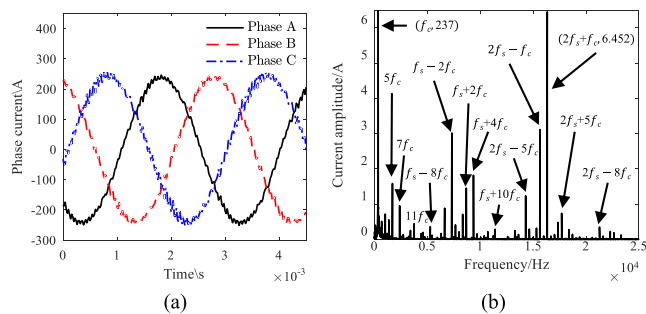 Phase A
Phase B
Phase C
400
300
200
100
0
-100
-200
-300
0
1
2
3
4
×10⁻³
Phase current\A
Time\s
(a)
6
5
4
3
2
1
0
0
0.5
1.0
1.5
2.0
2.5
×10⁴
Current amplitude/A
Frequency/Hz
(f_c,237)
(2f_s+f_c,6.452)
2f_s−f_c
5f_c
f_s−2f_c
f_s+2f_c
f_s+4f_c
7f_c
2f_s−5f_c
2f_s+5f_c
f_s−8f_c
f_s+10f_c
2f_s−8f_c
11f_c
(b)